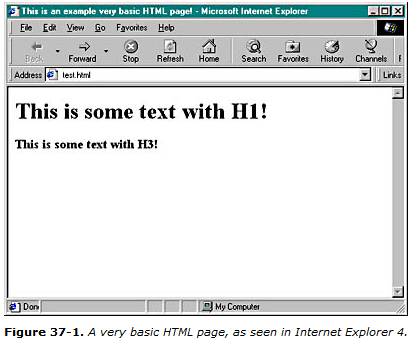 This is an example very basic HTML page! - Microsoft Internet Explorer
File Edit View Go Favorites Help
Back Forward Stop Refresh Home Search Favorites History Channels F
Address test.html Links
This is some text with H1!
This is some text with H3!
Done My Computer
Figure 37-1. A very basic HTML page, as seen in Internet Explorer 4.